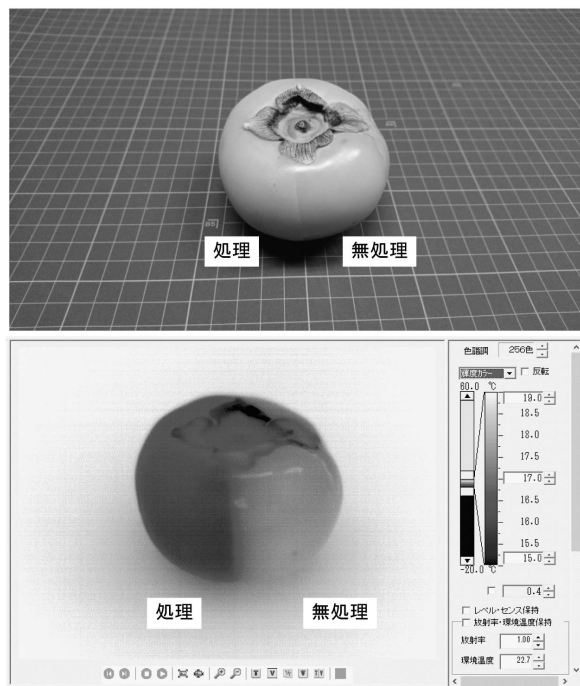 処理 無処理
処理 無処理
色階調 256色
輝度カラー 反転
60.0 ℃
19.0
18.5
18.0
17.5
17.0
16.5
16.0
15.5
15.0
-20.0 ℃
0.4
レベル・センス保持
放射率・環境温度保持
放射率 1.00
環境温度 22.7